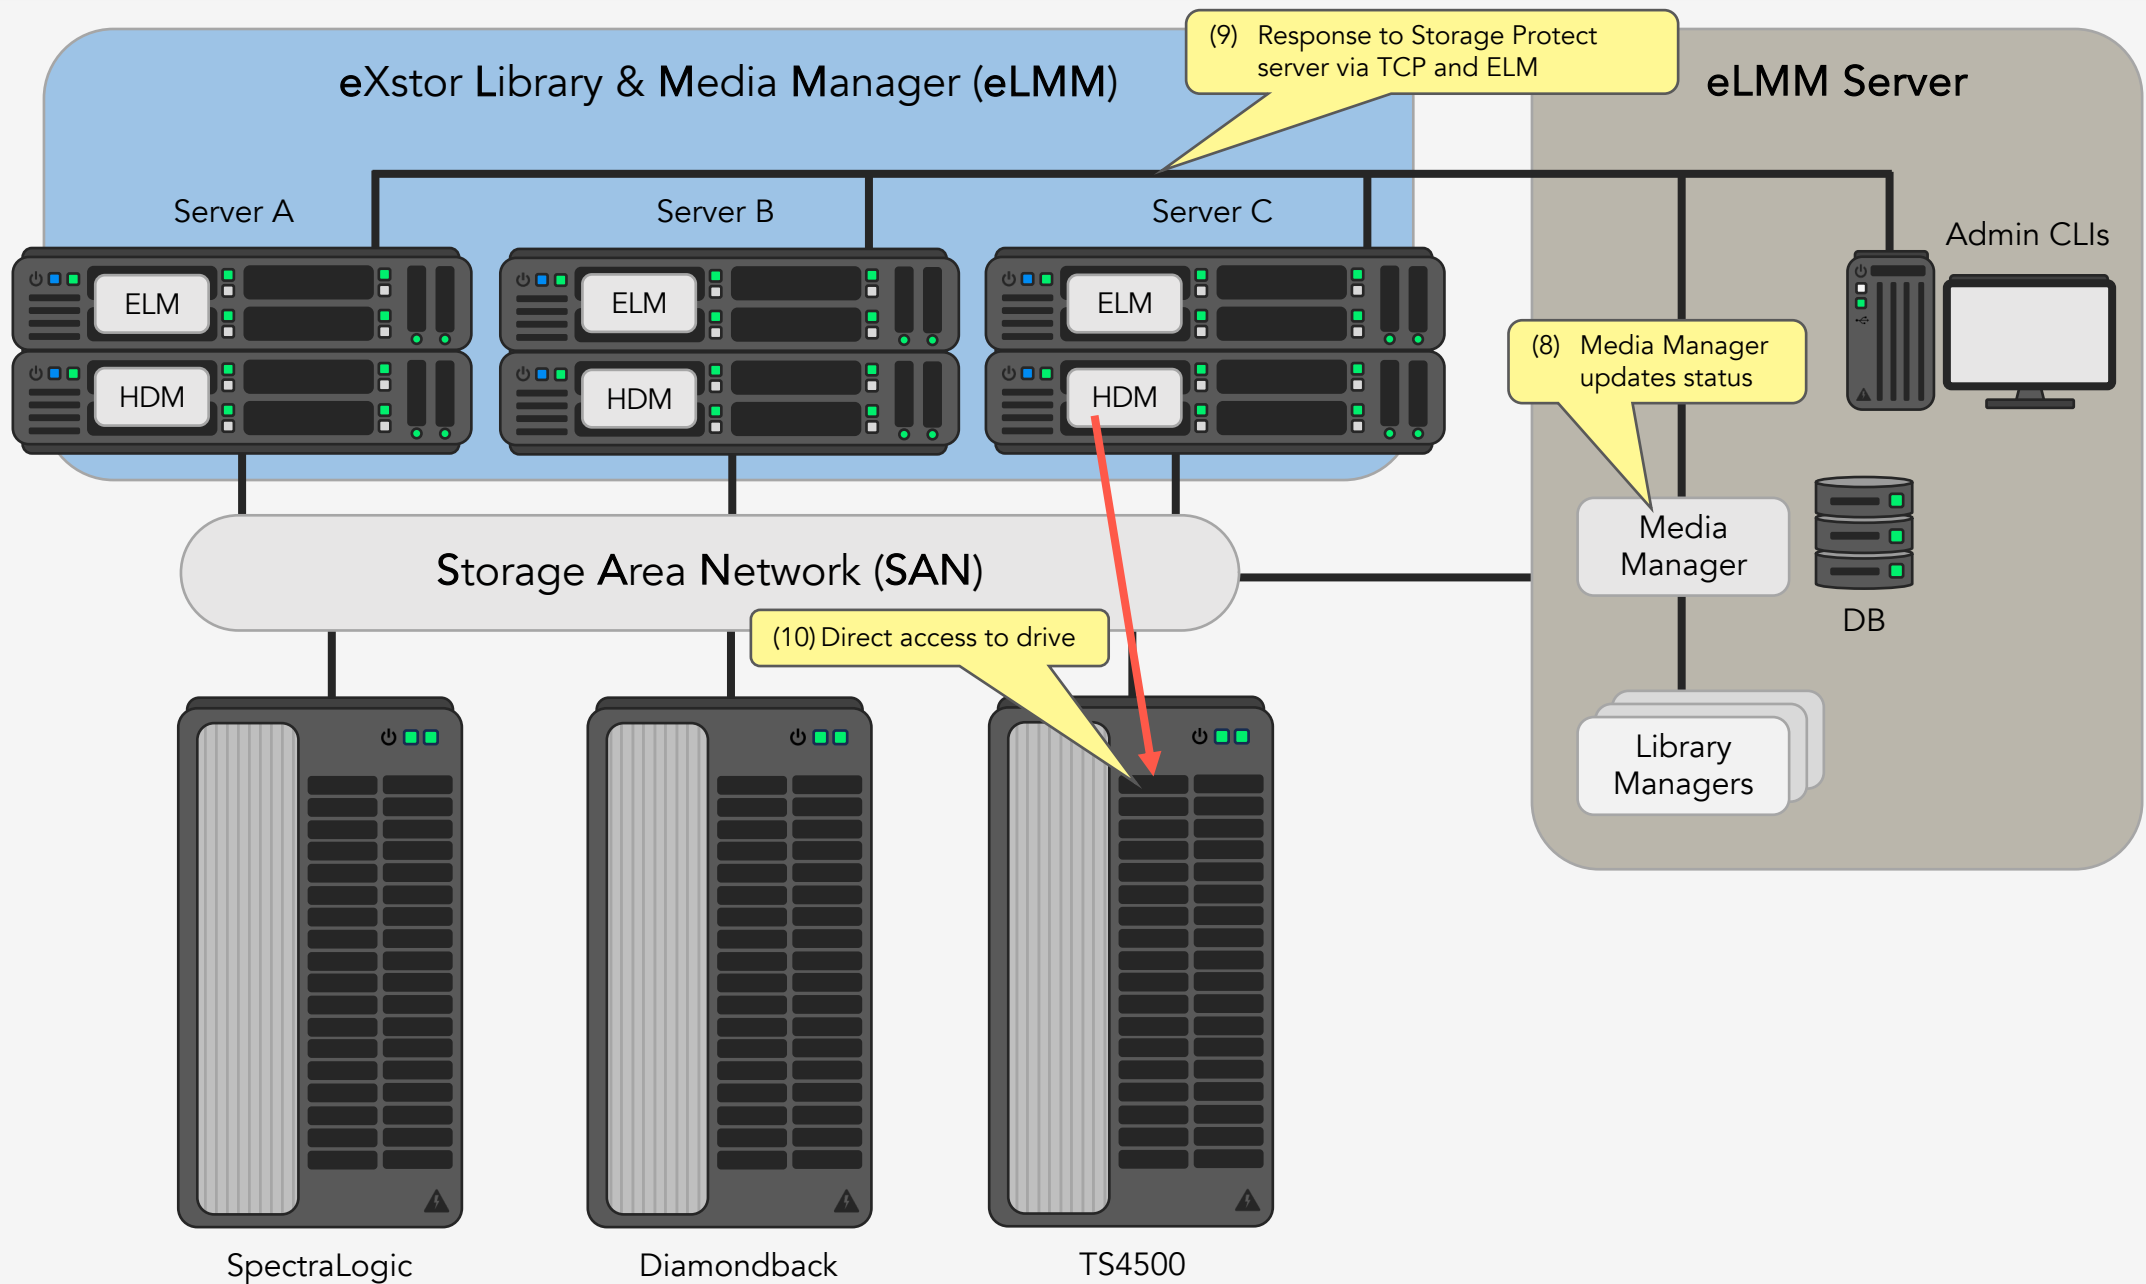 (9) Response to Storage Protect
server via TCP and ELM
eXstor Library & Media Manager (eLMM)
eLMM Server
Server A
Server B
Server C
Admin CLIs
ELM
ELM
ELM
HDM
HDM
HDM
(8) Media Manager
updates status
Media
Manager
DB
Storage Area Network (SAN)
(10) Direct access to drive
Library
Managers
SpectraLogic
Diamondback
TS4500